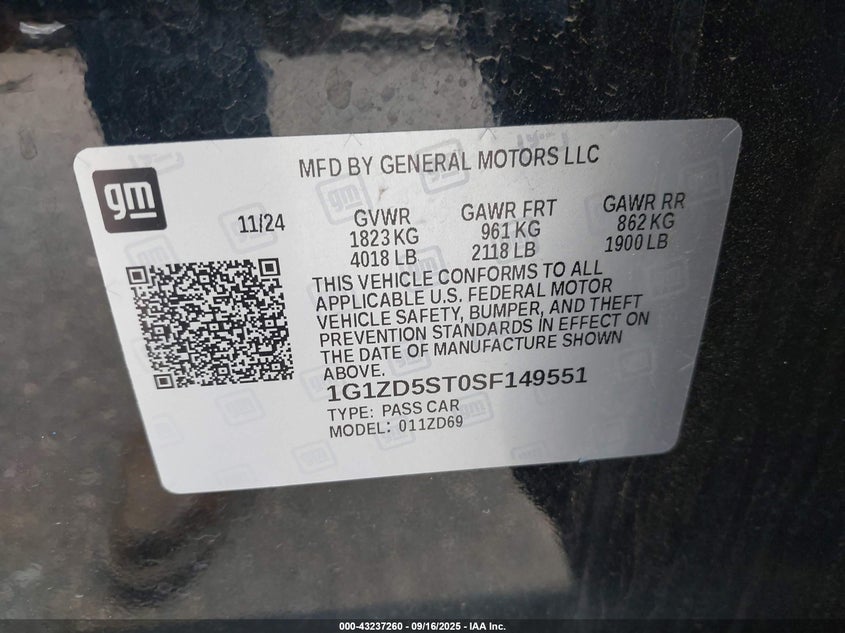 MFD BY GENERAL MOTORS LLC
gm
11/24
GVWR GAWR FRT GAWR RR
1823 KG 961 KG 862 KG
4018 LB 2118 LB 1900 LB
THIS VEHICLE CONFORMS TO ALL
APPLICABLE U.S. FEDERAL MOTOR
VEHICLE SAFETY, BUMPER, AND THEFT
PREVENTION STANDARDS IN EFFECT ON
THE DATE OF MANUFACTURE SHOWN
ABOVE.
1G1ZD5ST0SF149551
TYPE: PASS CAR
MODEL: 011ZD69
000-43237260 - 09/16/2025 - IAA Inc.